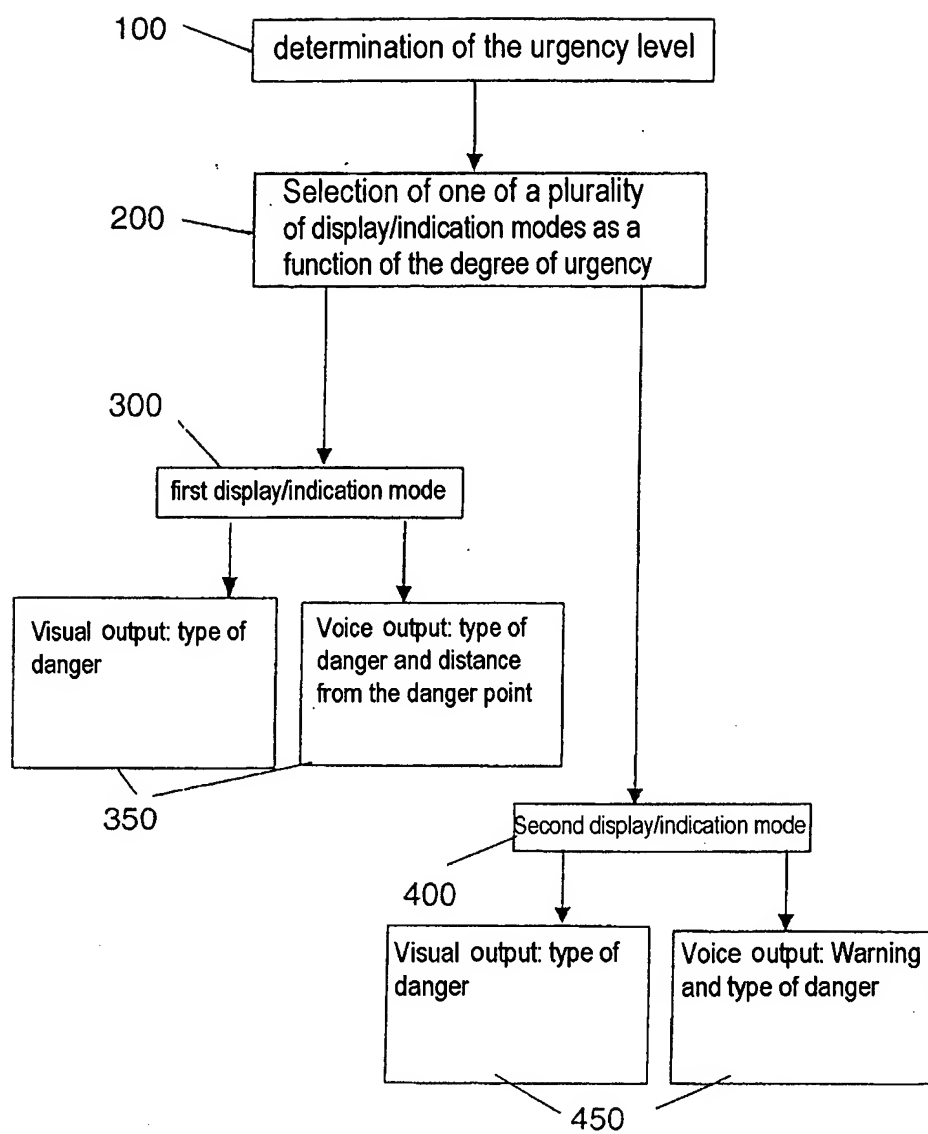 100
determination of the urgency level
200
Selection of one of a plurality
of display/indication modes as a
function of the degree of urgency
300
first display/indication mode
Visual output: type of
danger
Voice output: type of
danger and distance
from the danger point
350
Second display/indication mode
400
Visual output: type of
danger
Voice output: Warning
and type of danger
450